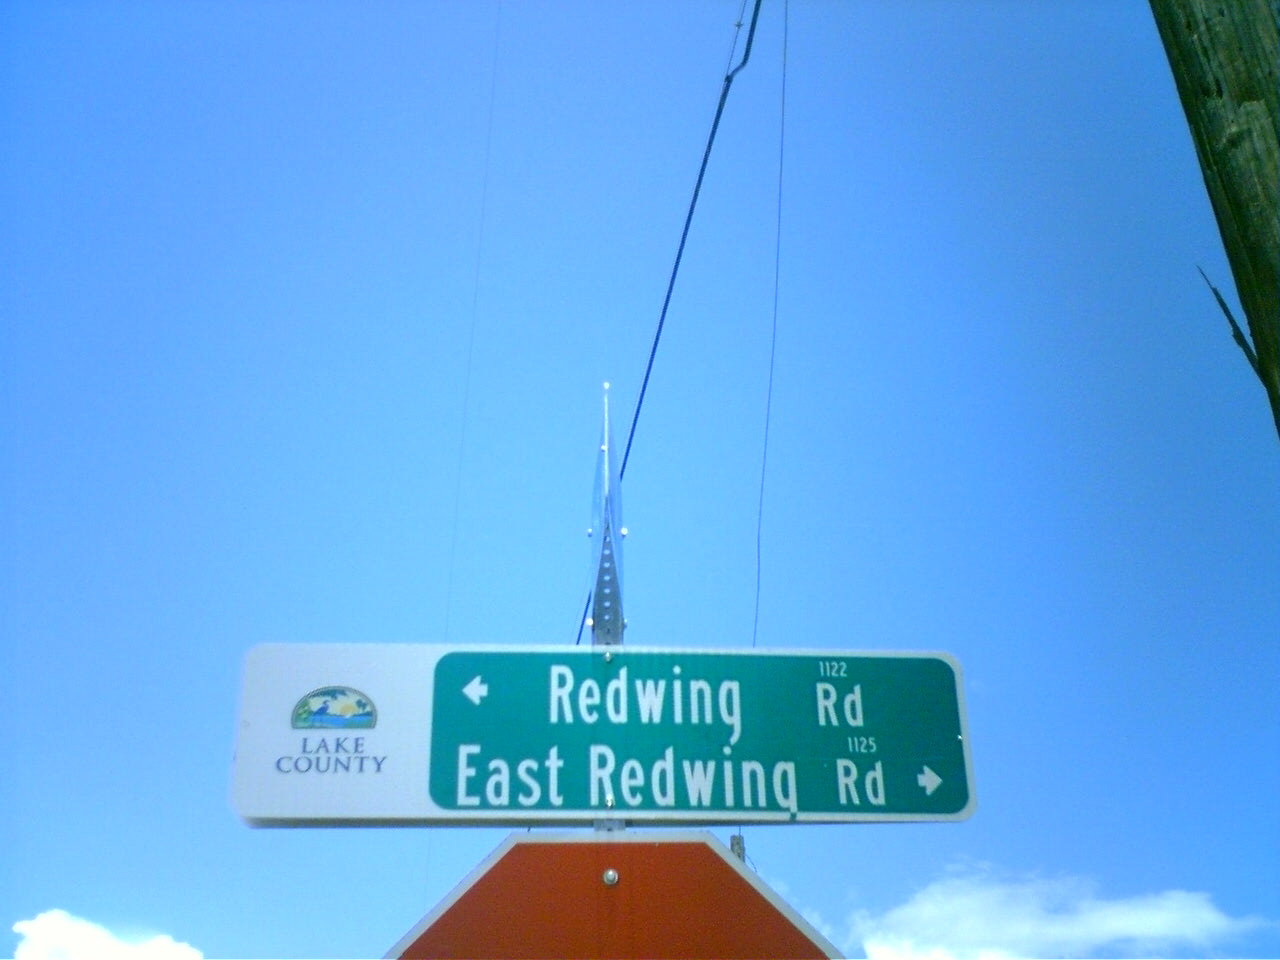 LAKE
COUNTY
Redwing Rd 1122
East Redwing Rd 1125